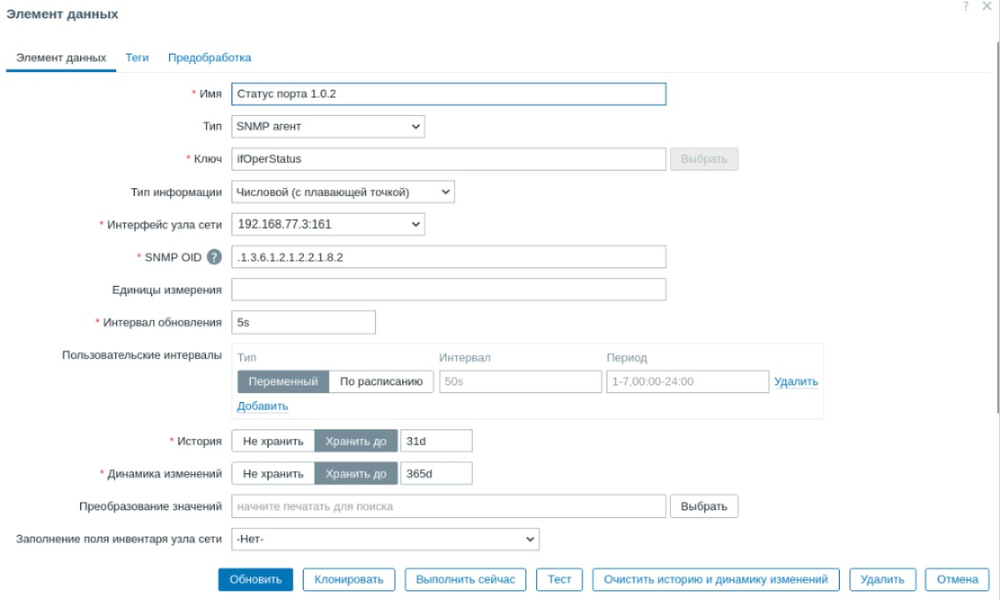 Элемент данных
? ×
Элемент данных Теги Предобработка
* Имя Статус порта 1.0.2
Тип SNMP агент
* Ключ ifOperStatus Выбрать
Тип информации Числовой (с плавающей точкой)
* Интерфейс узла сети 192.168.77.3:161
* SNMP OID ? .1.3.6.1.2.1.2.2.1.8.2
Единицы измерения
* Интервал обновления 5s
Пользовательские интервалы Тип Интервал Период
Переменный По расписанию 50s 1-7,00:00-24:00 Удалить
Добавить
* История Не хранить Хранить до 31d
* Динамика изменений Не хранить Хранить до 365d
Преобразование значений начните печатать для поиска Выбрать
Заполнение поля инвентаря узла сети -Нет-
Обновить Клонировать Выполнить сейчас Тест Очистить историю и динамику изменений Удалить Отмена